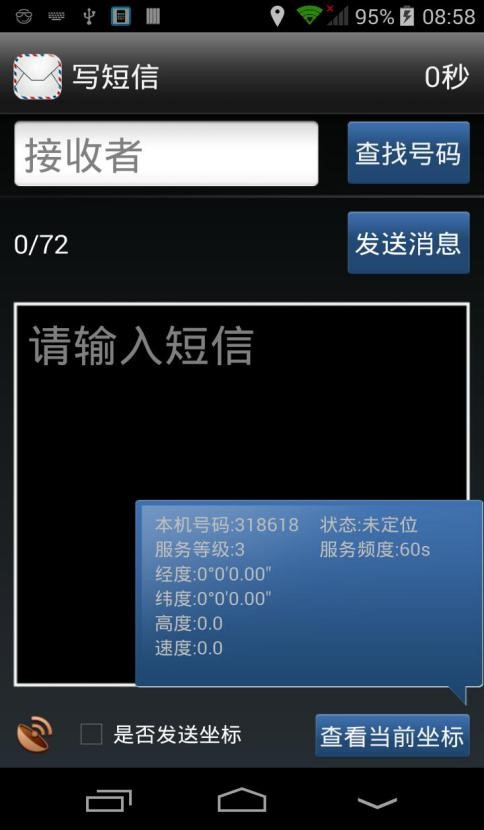 95% 08:58
写短信 0秒
接收者 查找号码
0/72 发送消息
请输入短信
本机号码:318618 状态:未定位
服务等级:3 服务频度:60s
经度:0°0'0.00"
纬度:0°0'0.00"
高度:0.0
速度:0.0
是否发送坐标 查看当前坐标